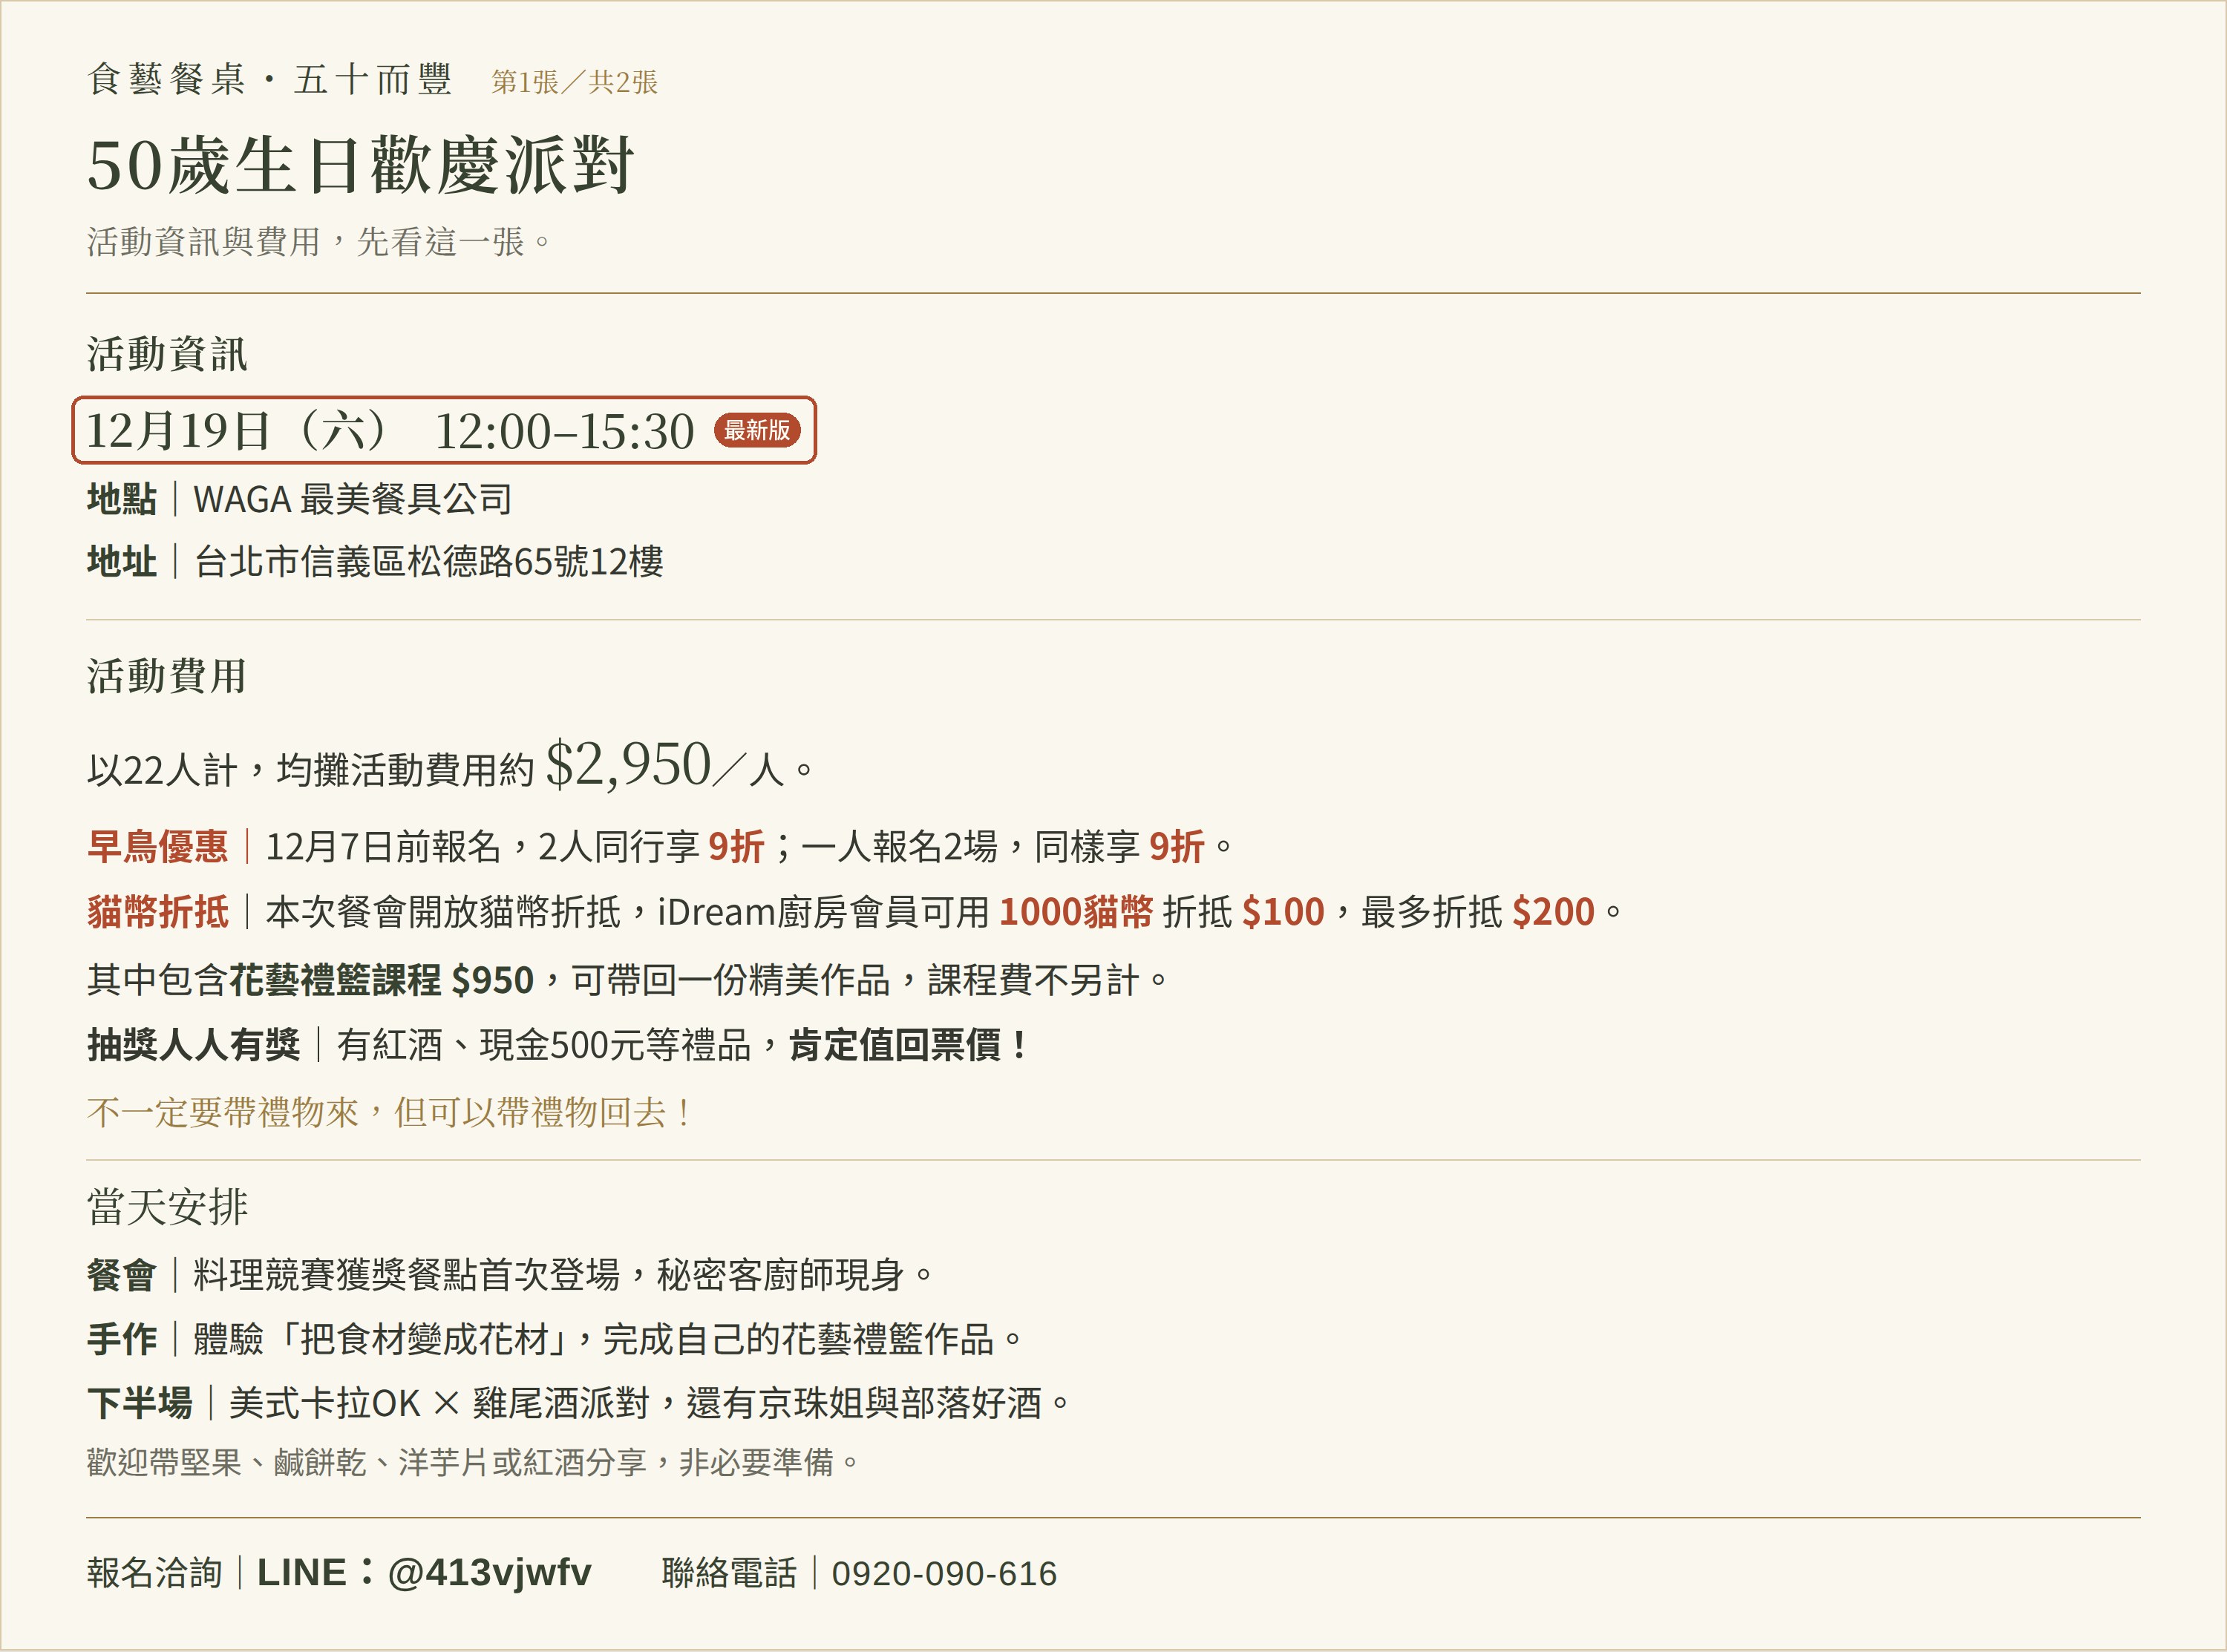 食藝餐桌・五十而豐 第1張／共2張
50歲生日歡慶派對
活動資訊與費用，先看這一張。
活動資訊
12月19日（六） 12:00–15:30 最新版
地點｜WAGA 最美餐具公司
地址｜台北市信義區松德路65號12樓
活動費用
以22人計，均攤活動費用約 $2,950／人。
早鳥優惠｜12月7日前報名，2人同行享 9折；一人報名2場，同樣享 9折。
貓幣折抵｜本次餐會開放貓幣折抵，iDream廚房會員可用 1000貓幣 折抵 $100，最多折抵 $200。
其中包含花藝禮籃課程 $950，可帶回一份精美作品，課程費不另計。
抽獎人人有獎｜有紅酒、現金500元等禮品，肯定值回票價！
不一定要帶禮物來，但可以帶禮物回去！
當天安排
餐會｜料理競賽獲獎餐點首次登場，秘密客廚師現身。
手作｜體驗「把食材變成花材」，完成自己的花藝禮籃作品。
下半場｜美式卡拉OK × 雞尾酒派對，還有京珠姐與部落好酒。
歡迎帶堅果、鹹餅乾、洋芋片或紅酒分享，非必要準備。
報名洽詢｜LINE：@413vjwfv 聯絡電話｜0920-090-616